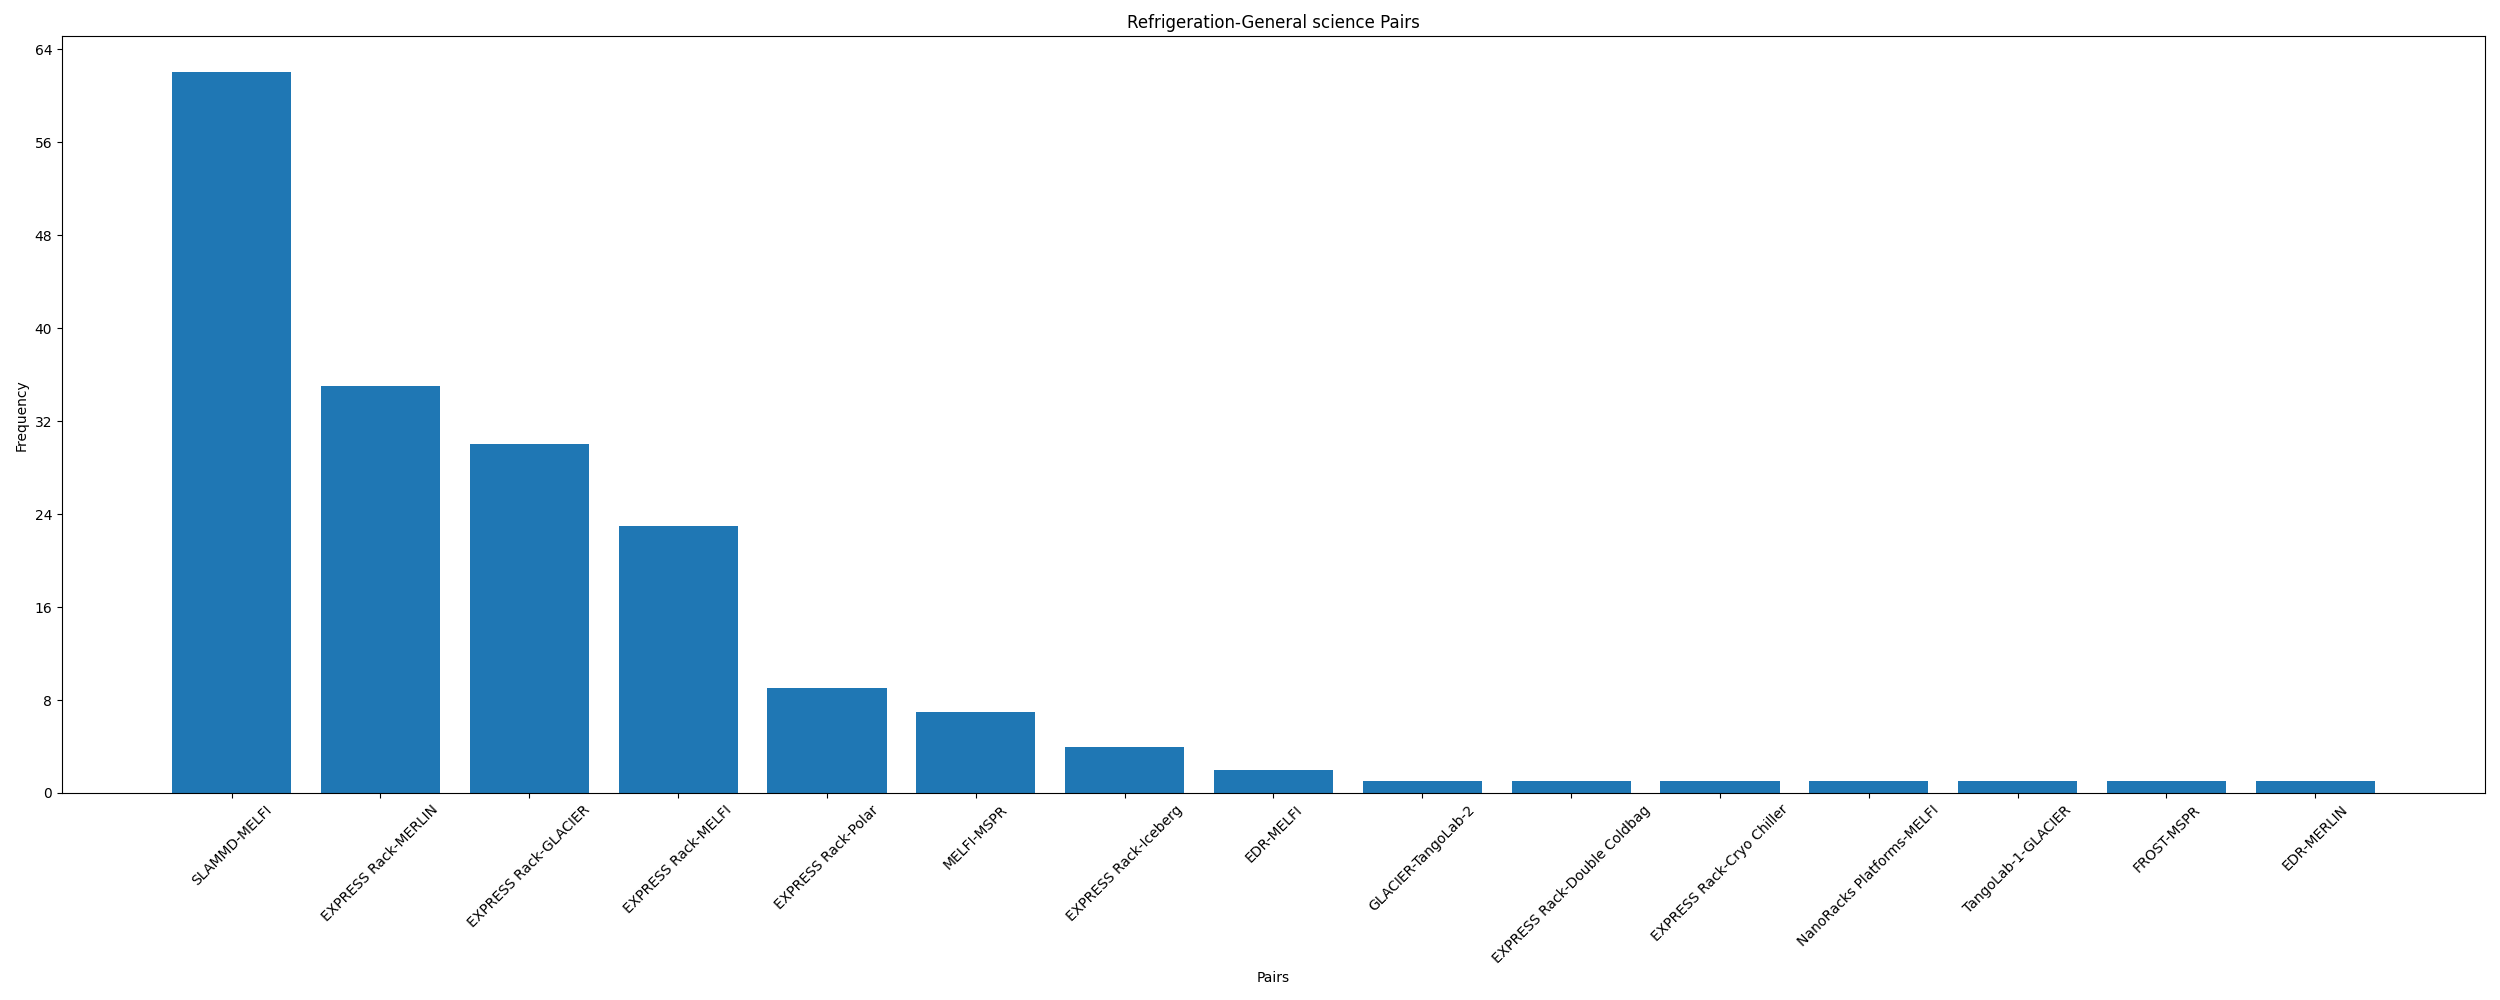 Refrigeration-General science Pairs
64
56
48
40
32
24
16
8
0
Frequency
SLAMMD-MELFI
EXPRESS Rack-MERLIN
EXPRESS Rack-GLACIER
EXPRESS Rack-MELFI
EXPRESS Rack-Polar
MELFI-MSPR
EXPRESS Rack-Iceberg
EDR-MELFI
GLACIER-TangoLab-2
EXPRESS Rack-Double Coldbag
EXPRESS Rack-Cryo Chiller
NanoRacks Platforms-MELFI
TangoLab-1-GLACIER
FROST-MSPR
EDR-MERLIN
Pairs